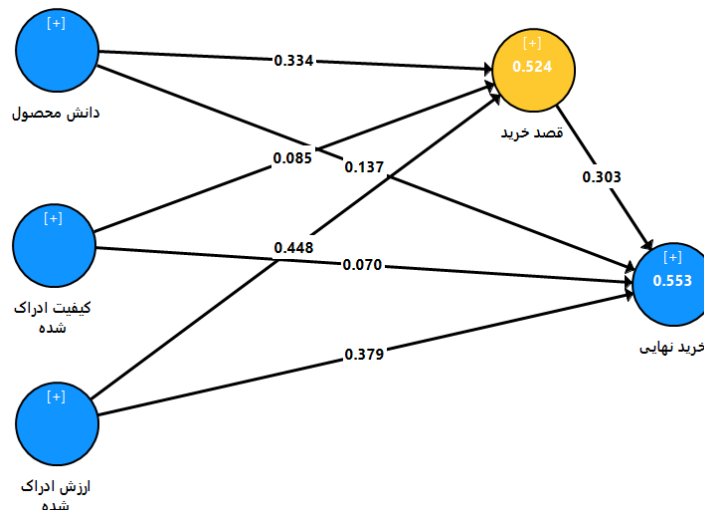 [+]
دانش محصول
[+]
کیفیت ادراک
شده
[+]
ارزش ادراک
شده
0.334
0.085
0.137
0.448
0.070
0.379
0.303
[+]
0.524
قصد خرید
[+]
0.553
خرید نهایی